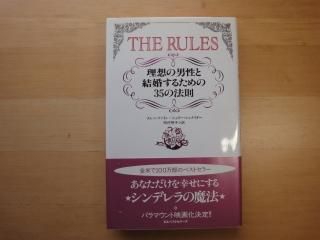 THE RULES
理想の男性と
結婚するための
35の法則
全米で100万部のベストセラー
あなただけを幸せにする
★シンデレラの魔法★
パラマウント映画化決定!!